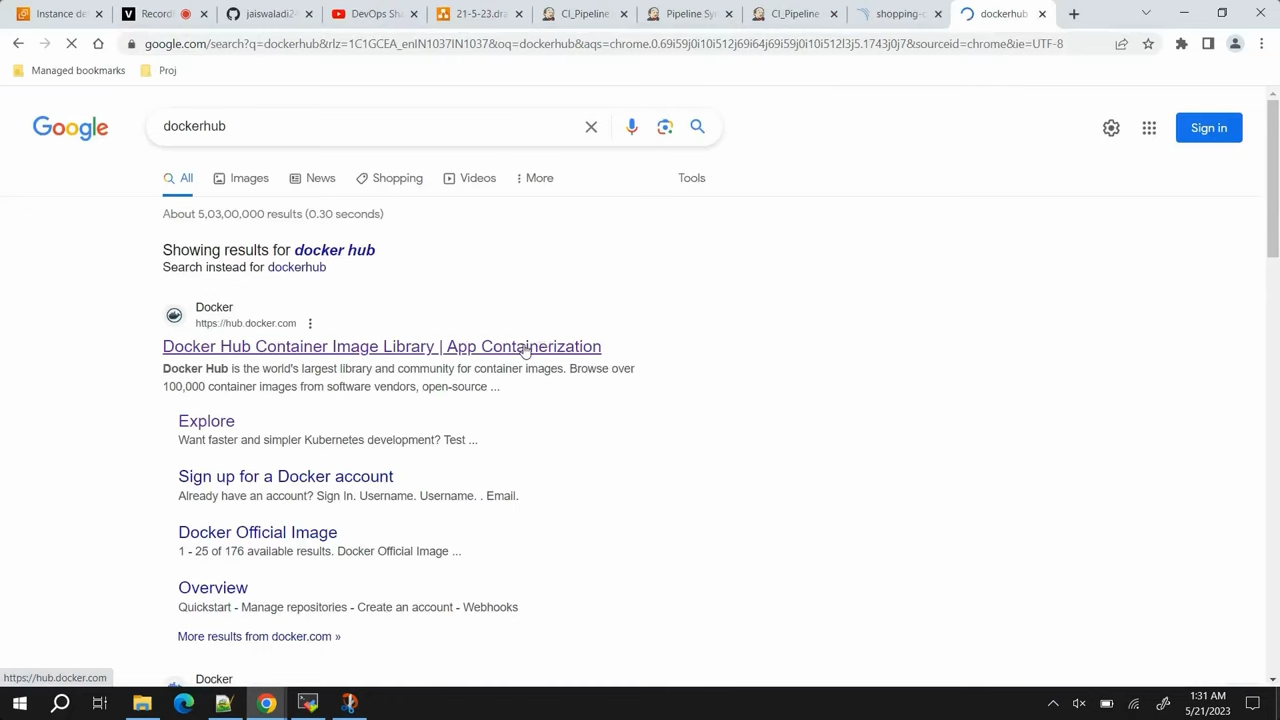 Instance det
Record
jaiswaladi24
DevOps Sha
21-5-23.dra
CI_Pipeline
Pipeline Syn
CI_Pipeline
shopping-c
dockerhub
google.com/search?q=dockerhub&rlz=1C1GCEA_enIN1037IN1037&oq=dockerhub&aqs=chrome.0.69i59j0i10i512j69i64j69i59j0i10i512l3j5.1743j0j7&sourceid=chrome&ie=UTF-8
Managed bookmarks
Proj
Google
dockerhub
Sign in
All
Images
News
Shopping
Videos
More
Tools
About 5,03,00,000 results (0.30 seconds)
Showing results for docker hub
Search instead for dockerhub
Docker
https://hub.docker.com
Docker Hub Container Image Library | App Containerization
Docker Hub is the world's largest library and community for container images. Browse over
100,000 container images from software vendors, open-source ...
Explore
Want faster and simpler Kubernetes development? Test ...
Sign up for a Docker account
Already have an account? Sign In. Username. Username. . Email.
Docker Official Image
1 - 25 of 176 available results. Docker Official Image ...
Overview
Quickstart - Manage repositories - Create an account - Webhooks
More results from docker.com »
Docker
https://hub.docker.com
1:31 AM
5/21/2023